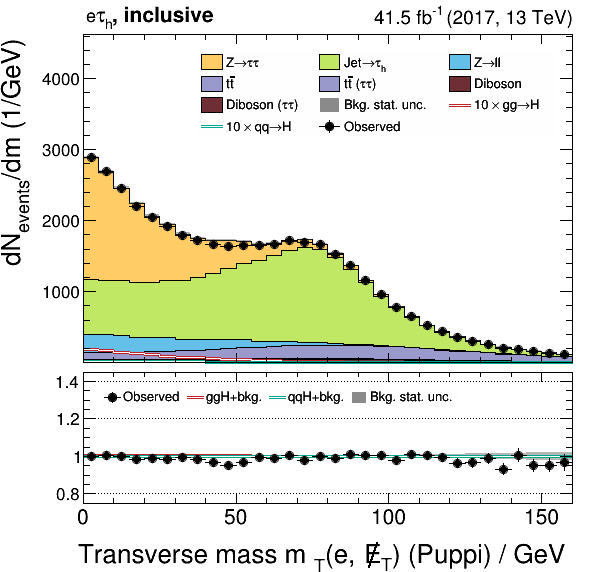 eτh, inclusive 41.5 fb⁻¹ (2017, 13 TeV)
dNevents/dm (1/GeV)
4000
3000
2000
1000
Z→ττ Jet→τh Z→ll
tt̄ tt̄ (ττ) Diboson
Diboson (ττ) Bkg. stat. unc. 10 × gg→H
10 × qq→H Observed
1.4
1.2
1
0.8
Observed ggH+bkg. qqH+bkg. Bkg. stat. unc.
0 50 100 150
Transverse mass m T(e, E̸T) (Puppi) / GeV